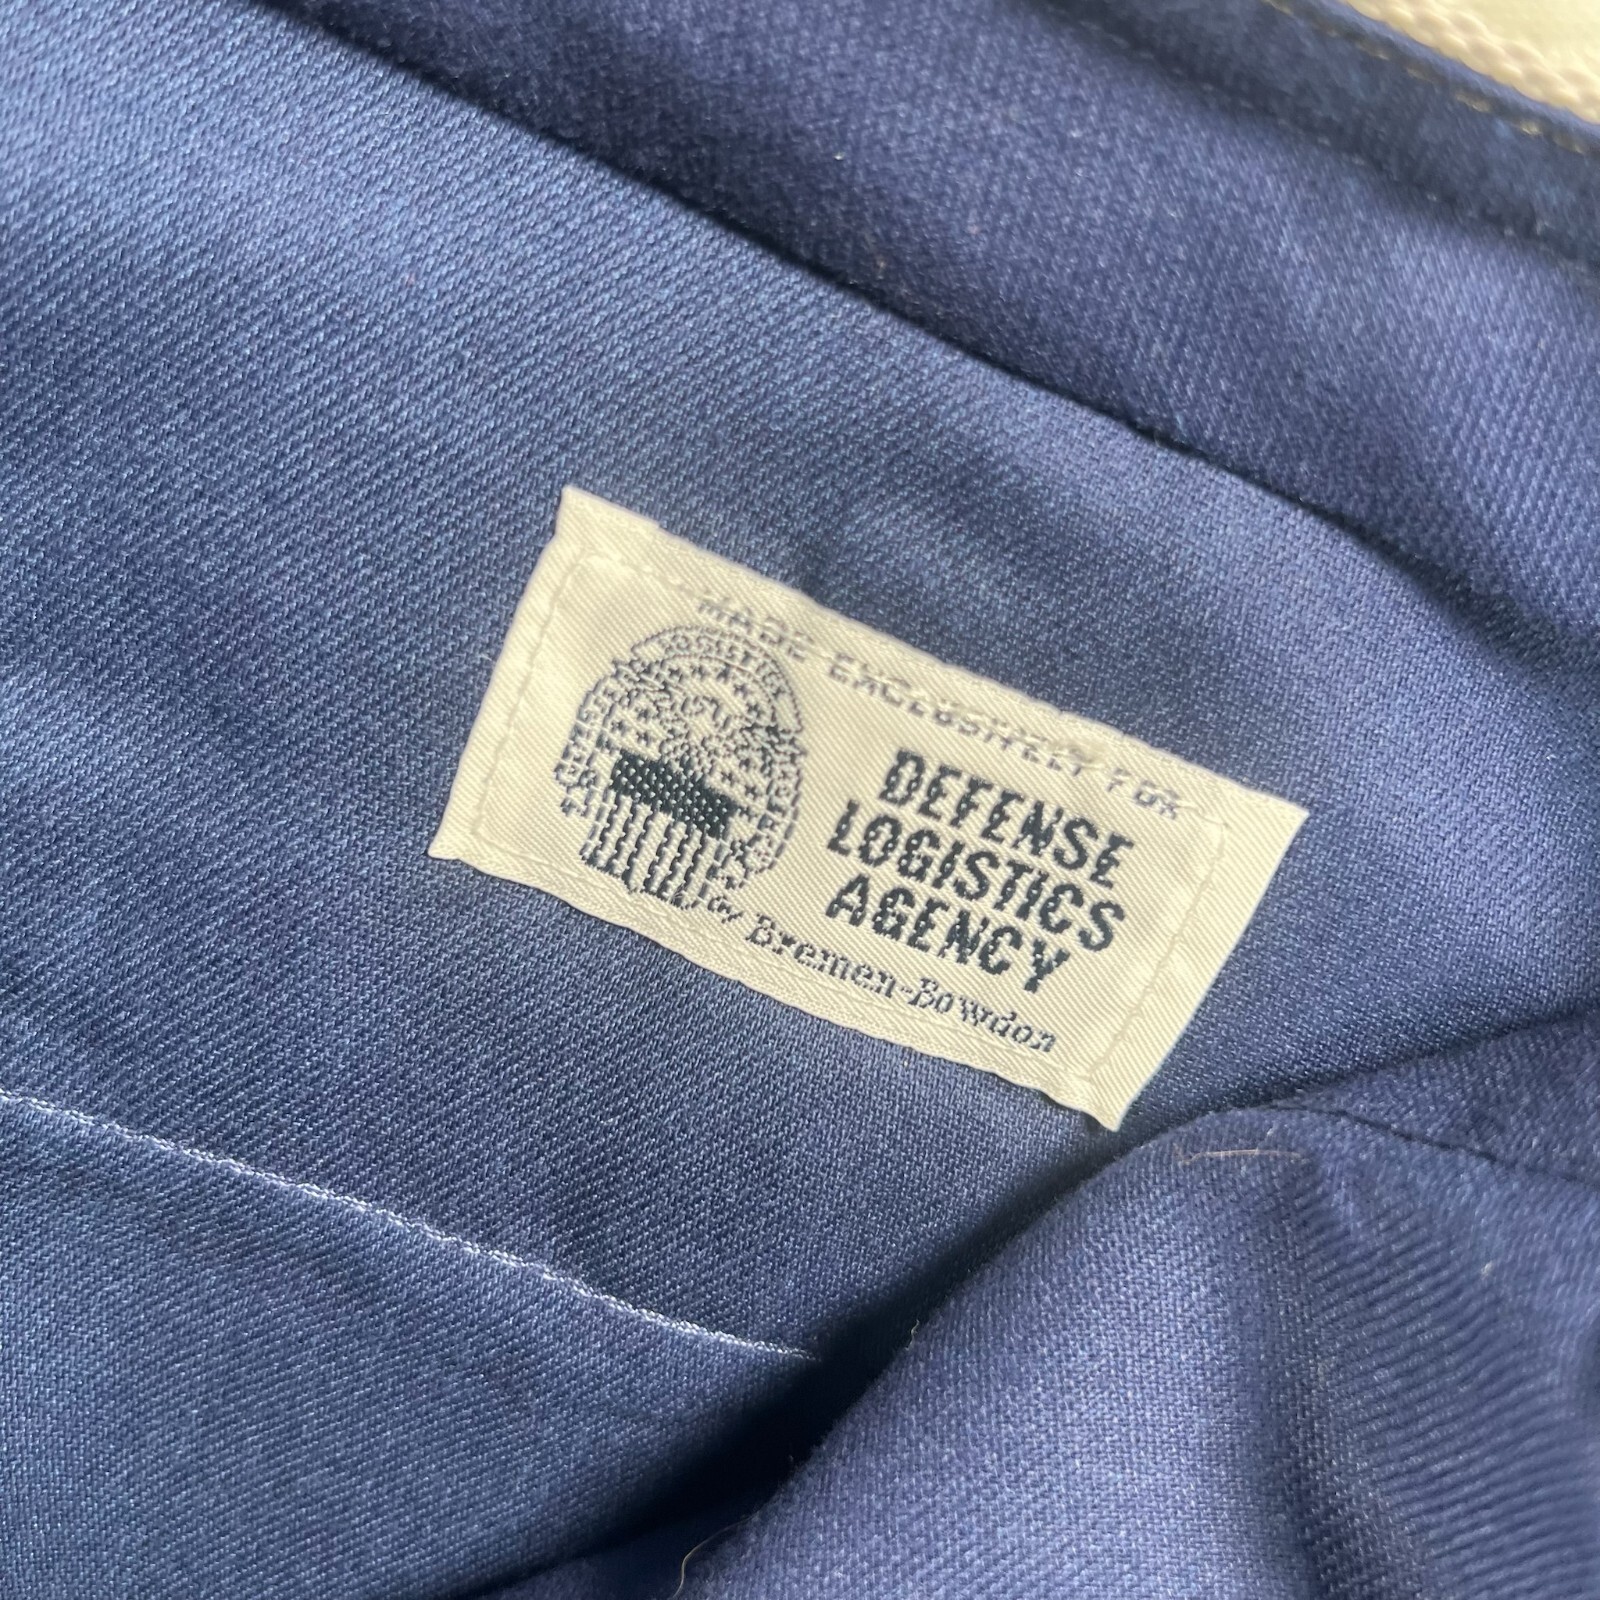 MADE EXCLUSIVELY FOR
DEFENSE
LOGISTICS
AGENCY
by Bremen-Bowdon